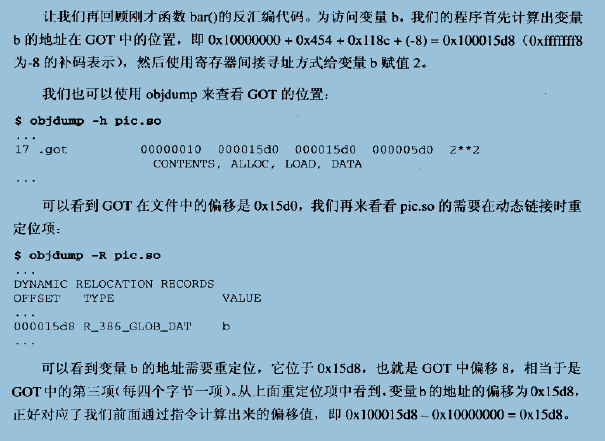 让我们再回顾刚才函数 bar()的反汇编代码。为访问变量 b，我们的程序首先计算出变量
b 的地址在 GOT 中的位置，即 0x10000000 + 0x454 + 0x118c + (-8) = 0x100015d8（0xfffffff8
为-8 的补码表示），然后使用寄存器间接寻址方式给变量 b 赋值 2。
我们也可以使用 objdump 来查看 GOT 的位置：
$ objdump -h pic.so
...
17 .got 00000010 000015d0 000015d0 000005d0 2**2
CONTENTS, ALLOC, LOAD, DATA
...
可以看到 GOT 在文件中的偏移是 0x15d0，我们再来看看 pic.so 的需要在动态链接时重
定位项：
$ objdump -R pic.so
...
DYNAMIC RELOCATION RECORDS
OFFSET TYPE VALUE
...
000015d8 R_386_GLOB_DAT b
...
可以看到变量 b 的地址需要重定位，它位于 0x15d8，也就是 GOT 中偏移 8，相当于是
GOT 中的第三项（每四个字节一项）。从上面重定位项中看到，变量 b 的地址的偏移为 0x15d8，
正好对应了我们前面通过指令计算出来的偏移值，即 0x100015d8 – 0x10000000 = 0x15d8。